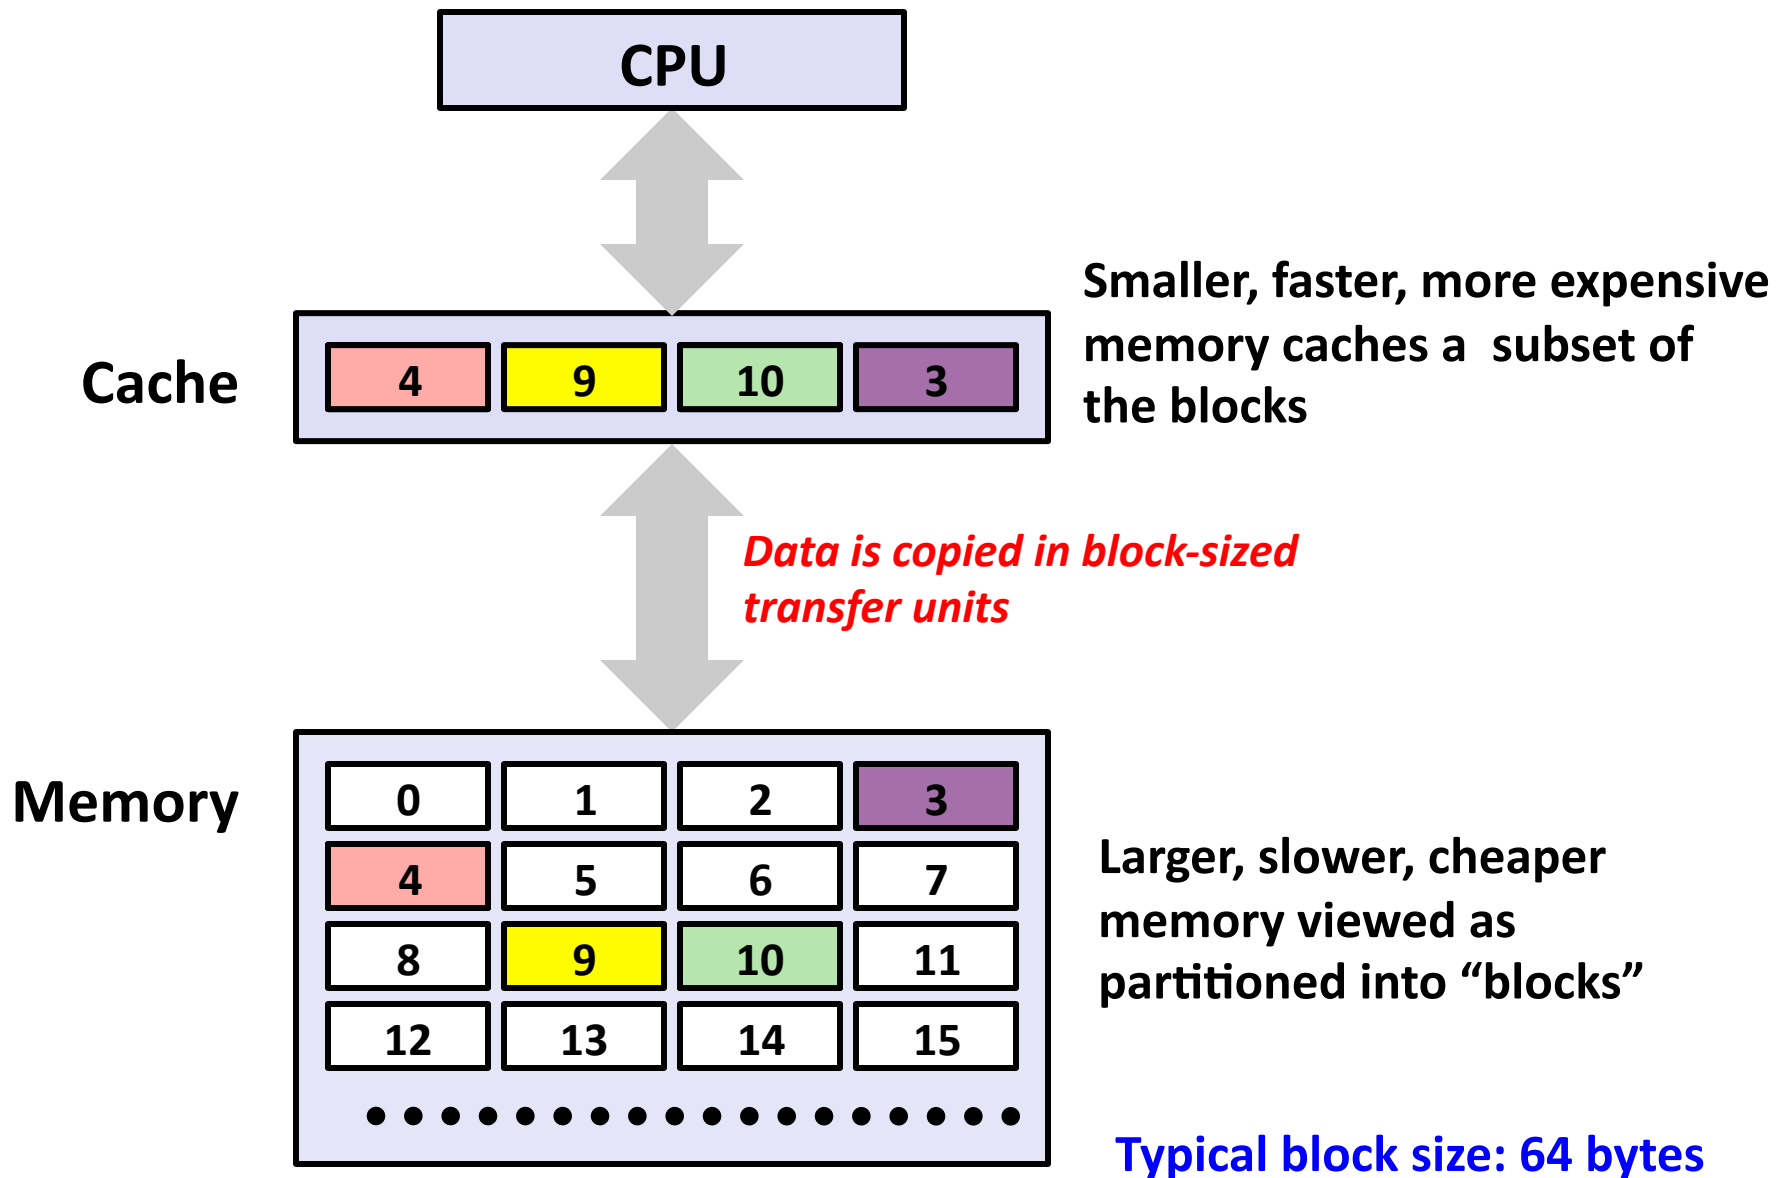 CPU
Cache
4 9 10 3
Smaller, faster, more expensive
memory caches a subset of
the blocks
Data is copied in block-sized
transfer units
Memory
0 1 2 3
4 5 6 7
8 9 10 11
12 13 14 15
Larger, slower, cheaper
memory viewed as
partitioned into “blocks”
Typical block size: 64 bytes